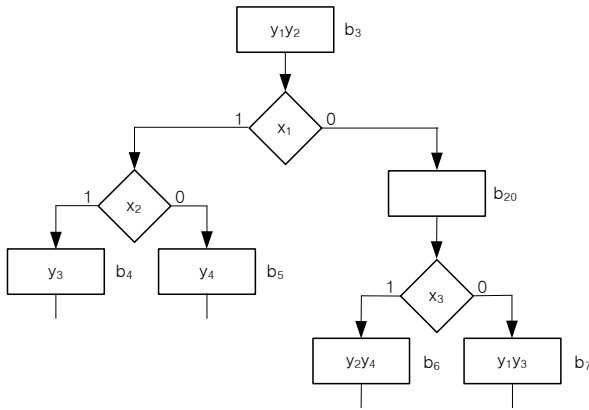 y₁y₂ b₃
1 x₁ 0
1 x₂ 0 b₂₀
y₃ b₄ y₄ b₅
1 x₃ 0
y₂y₄ b₆ y₁y₃ b₇